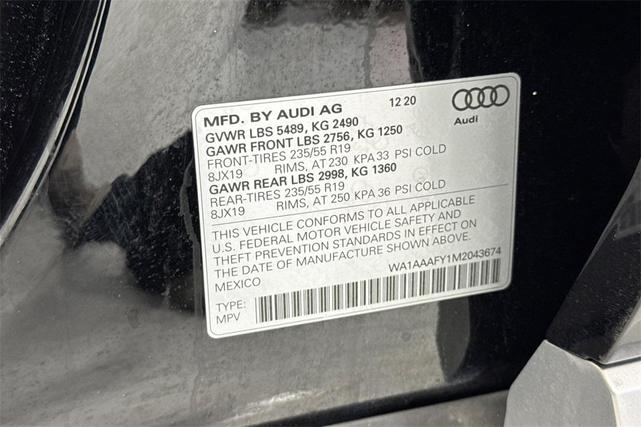 MFD. BY AUDI AG 12 20
GVWR LBS 5489, KG 2490
GAWR FRONT LBS 2756, KG 1250
FRONT-TIRES 235/55 R19
8JX19 RIMS, AT 230 KPA 33 PSI COLD
GAWR REAR LBS 2998, KG 1360
REAR-TIRES 235/55 R19
8JX19 RIMS, AT 250 KPA 36 PSI COLD
Audi
THIS VEHICLE CONFORMS TO ALL APPLICABLE
U.S. FEDERAL MOTOR VEHICLE SAFETY AND
THEFT PREVENTION STANDARDS IN EFFECT ON
THE DATE OF MANUFACTURE SHOWN ABOVE.
MEXICO WA1AAAFY1M2043674
TYPE:
MPV